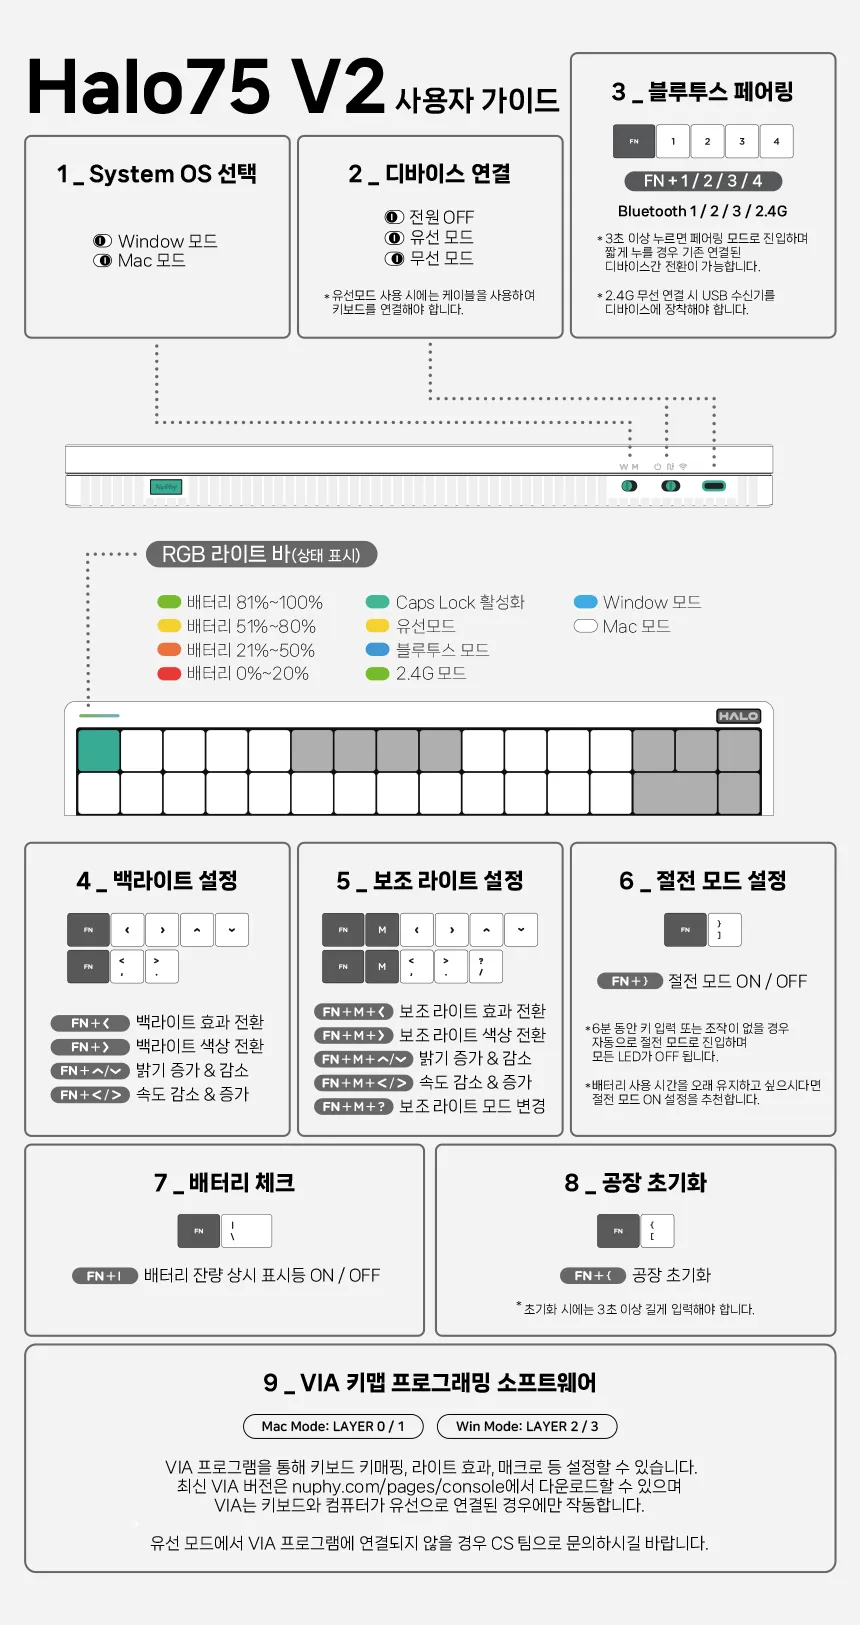 Halo75 V2 사용자 가이드
1 _ System OS 선택
Window 모드
Mac 모드
2 _ 디바이스 연결
전원 OFF
유선 모드
무선 모드
* 유선모드 사용 시에는 케이블을 사용하여
키보드를 연결해야 합니다.
3 _ 블루투스 페어링
FN 1 2 3 4
FN + 1 / 2 / 3 / 4
Bluetooth 1 / 2 / 3 / 2.4G
* 3초 이상 누르면 페어링 모드로 진입하며
짧게 누를 경우 기존 연결된
디바이스간 전환이 가능합니다.
* 2.4G 무선 연결 시 USB 수신기를
디바이스에 장착해야 합니다.
W M
NuPhy
RGB 라이트 바(상태 표시)
배터리 81%~100%
배터리 51%~80%
배터리 21%~50%
배터리 0%~20%
Caps Lock 활성화
유선모드
블루투스 모드
2.4G 모드
Window 모드
Mac 모드
HALO
4 _ 백라이트 설정
FN ‹ › ^ ⌄
FN < , > .
FN + ‹ 백라이트 효과 전환
FN + › 백라이트 색상 전환
FN + ^/⌄ 밝기 증가 & 감소
FN + < / > 속도 감소 & 증가
5 _ 보조 라이트 설정
FN M ‹ › ^ ⌄
FN M < , > . ? /
FN + M + ‹ 보조 라이트 효과 전환
FN + M + › 보조 라이트 색상 전환
FN + M + ^/⌄ 밝기 증가 & 감소
FN + M + < / > 속도 감소 & 증가
FN + M + ? 보조 라이트 모드 변경
6 _ 절전 모드 설정
FN } ]
FN + } 절전 모드 ON / OFF
*6분 동안 키 입력 또는 조작이 없을 경우
자동으로 절전 모드로 진입하며
모든 LED가 OFF 됩니다.
*배터리 사용 시간을 오래 유지하고 싶으시다면
절전 모드 ON 설정을 추천합니다.
7 _ 배터리 체크
FN | \
FN + | 배터리 잔량 상시 표시등 ON / OFF
8 _ 공장 초기화
FN { [
FN + { 공장 초기화
* 초기화 시에는 3초 이상 길게 입력해야 합니다.
9 _ VIA 키맵 프로그래밍 소프트웨어
Mac Mode: LAYER 0 / 1
Win Mode: LAYER 2 / 3
VIA 프로그램을 통해 키보드 키매핑, 라이트 효과, 매크로 등 설정할 수 있습니다.
최신 VIA 버전은 nuphy.com/pages/console에서 다운로드할 수 있으며
VIA는 키보드와 컴퓨터가 유선으로 연결된 경우에만 작동합니다.
유선 모드에서 VIA 프로그램에 연결되지 않을 경우 CS 팀으로 문의하시길 바랍니다.